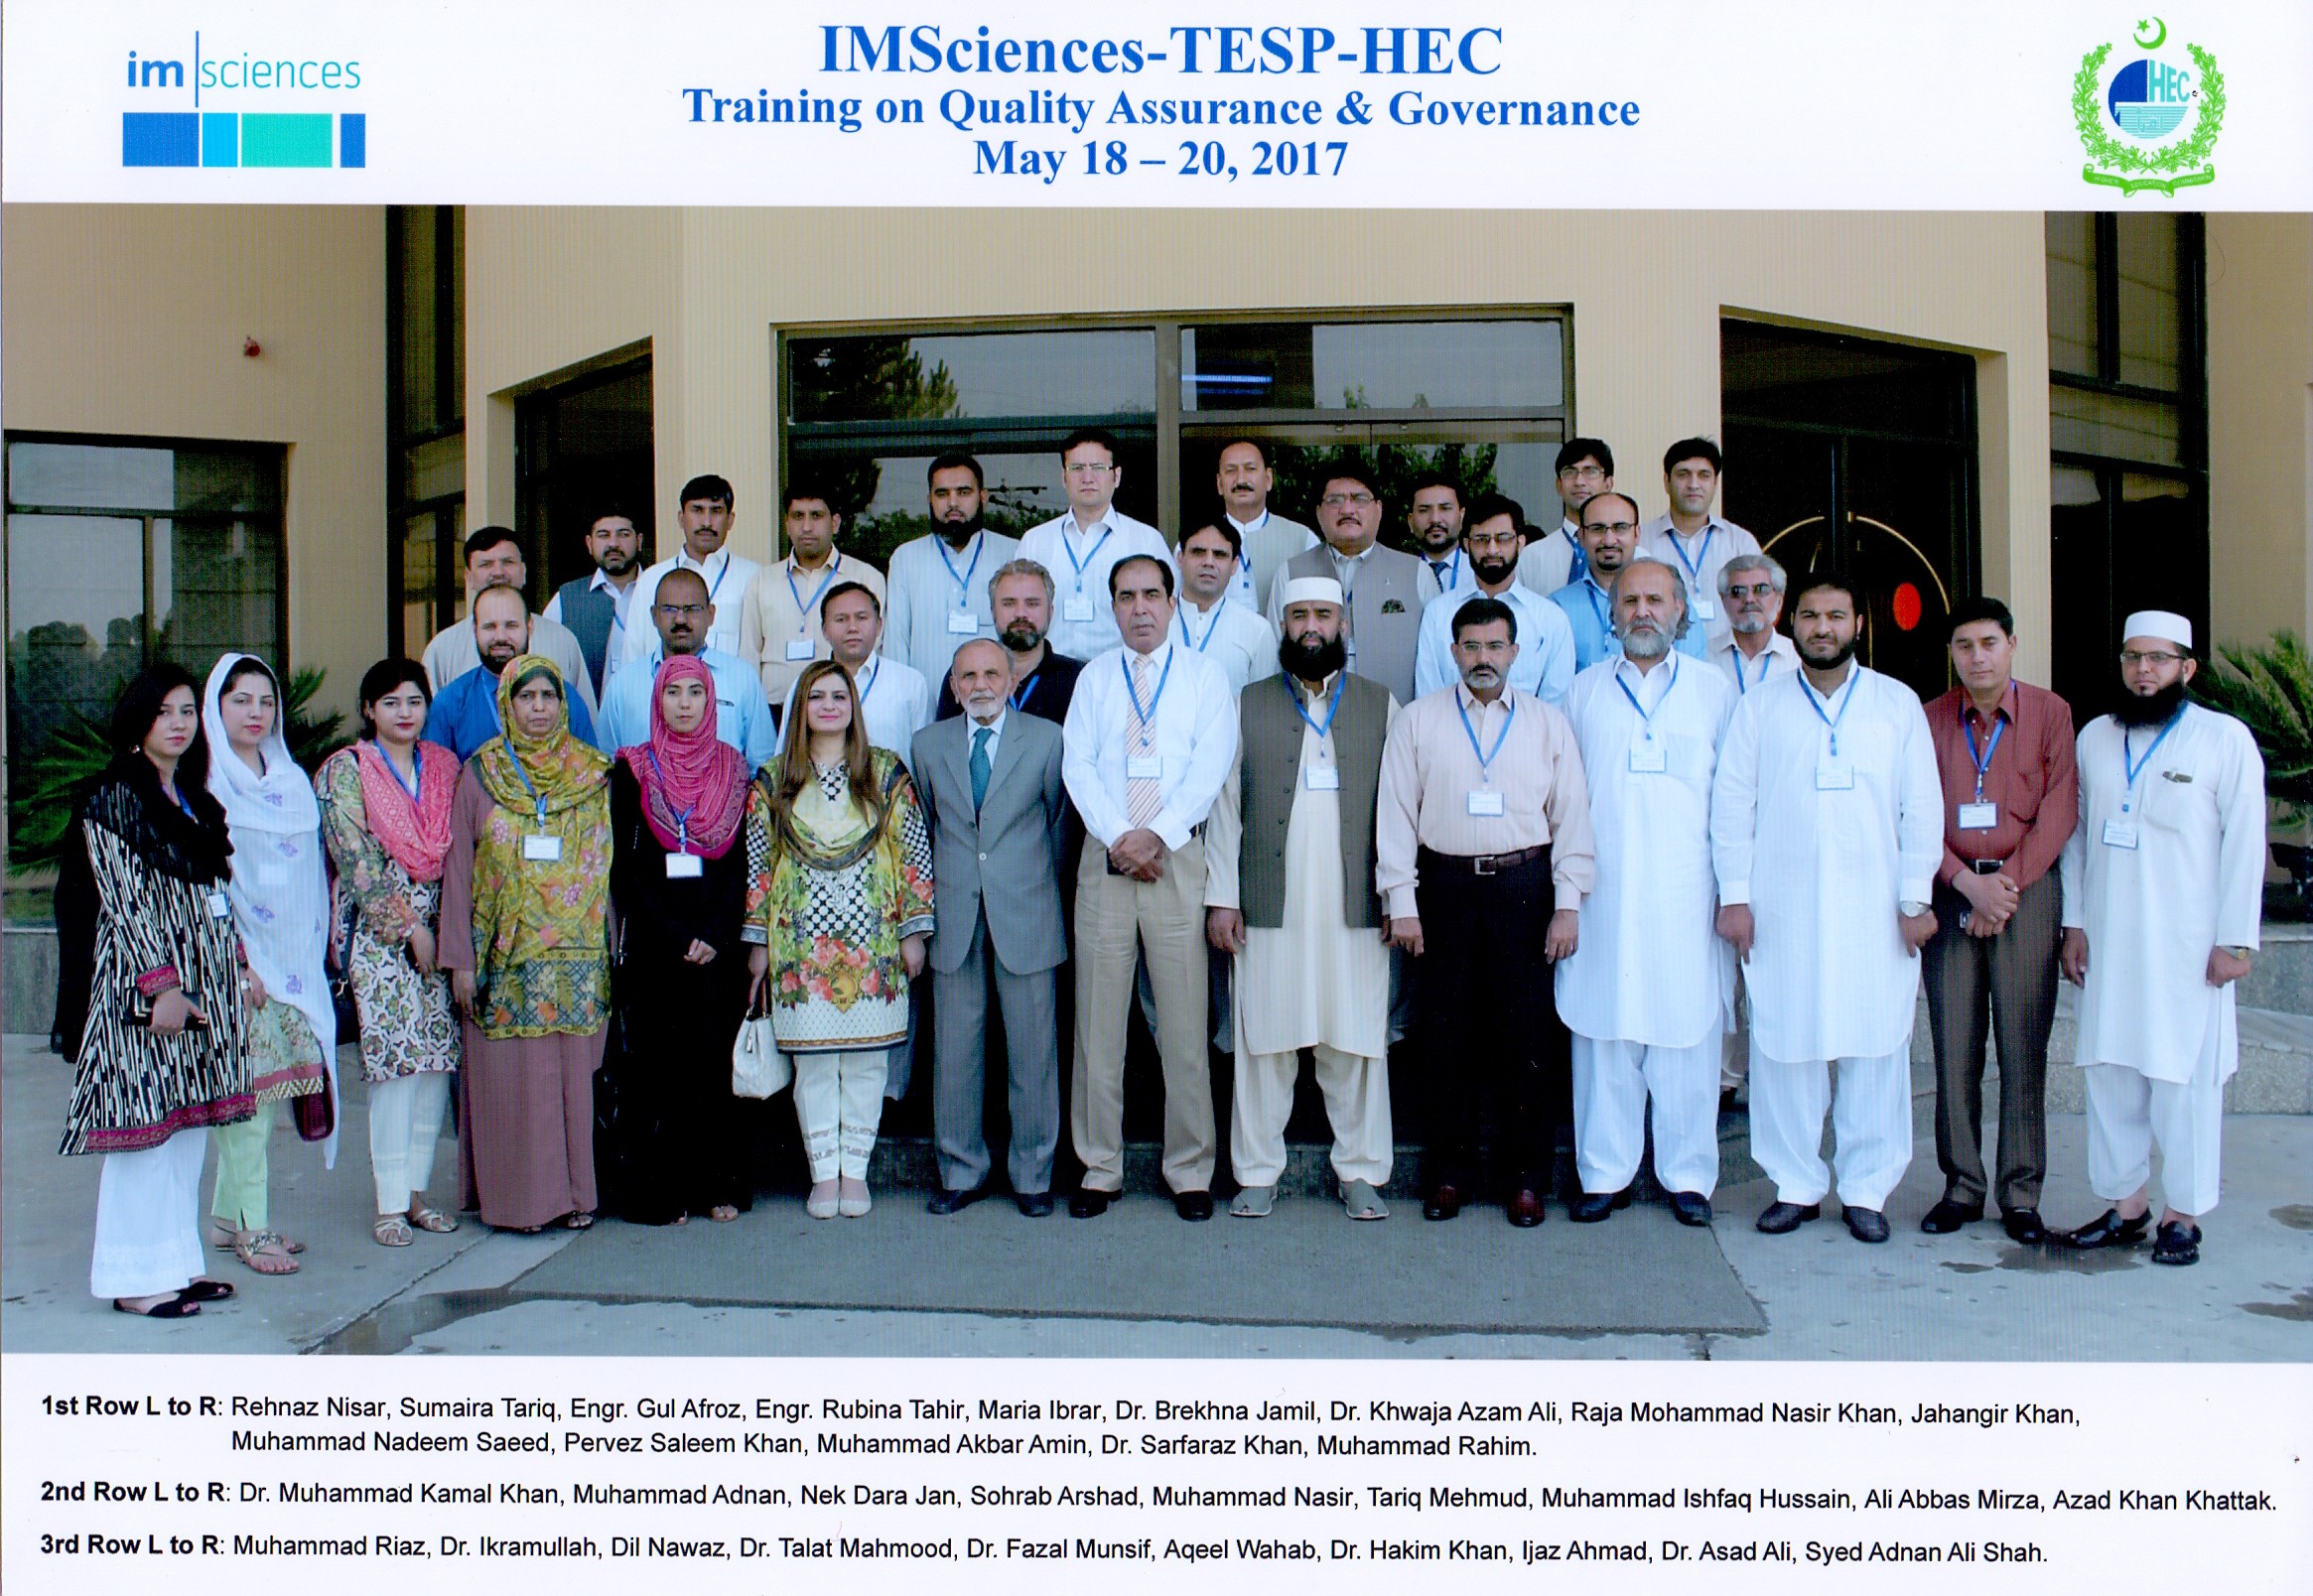 im sciences
IMSciences-TESP-HEC
Training on Quality Assurance & Governance
May 18 – 20, 2017
HEC
HIGHER EDUCATION COMMISSION
1st Row L to R: Rehnaz Nisar, Sumaira Tariq, Engr. Gul Afroz, Engr. Rubina Tahir, Maria Ibrar, Dr. Brekhna Jamil, Dr. Khwaja Azam Ali, Raja Mohammad Nasir Khan, Jahangir Khan,
Muhammad Nadeem Saeed, Pervez Saleem Khan, Muhammad Akbar Amin, Dr. Sarfaraz Khan, Muhammad Rahim.
2nd Row L to R: Dr. Muhammad Kamal Khan, Muhammad Adnan, Nek Dara Jan, Sohrab Arshad, Muhammad Nasir, Tariq Mehmud, Muhammad Ishfaq Hussain, Ali Abbas Mirza, Azad Khan Khattak.
3rd Row L to R: Muhammad Riaz, Dr. Ikramullah, Dil Nawaz, Dr. Talat Mahmood, Dr. Fazal Munsif, Aqeel Wahab, Dr. Hakim Khan, Ijaz Ahmad, Dr. Asad Ali, Syed Adnan Ali Shah.